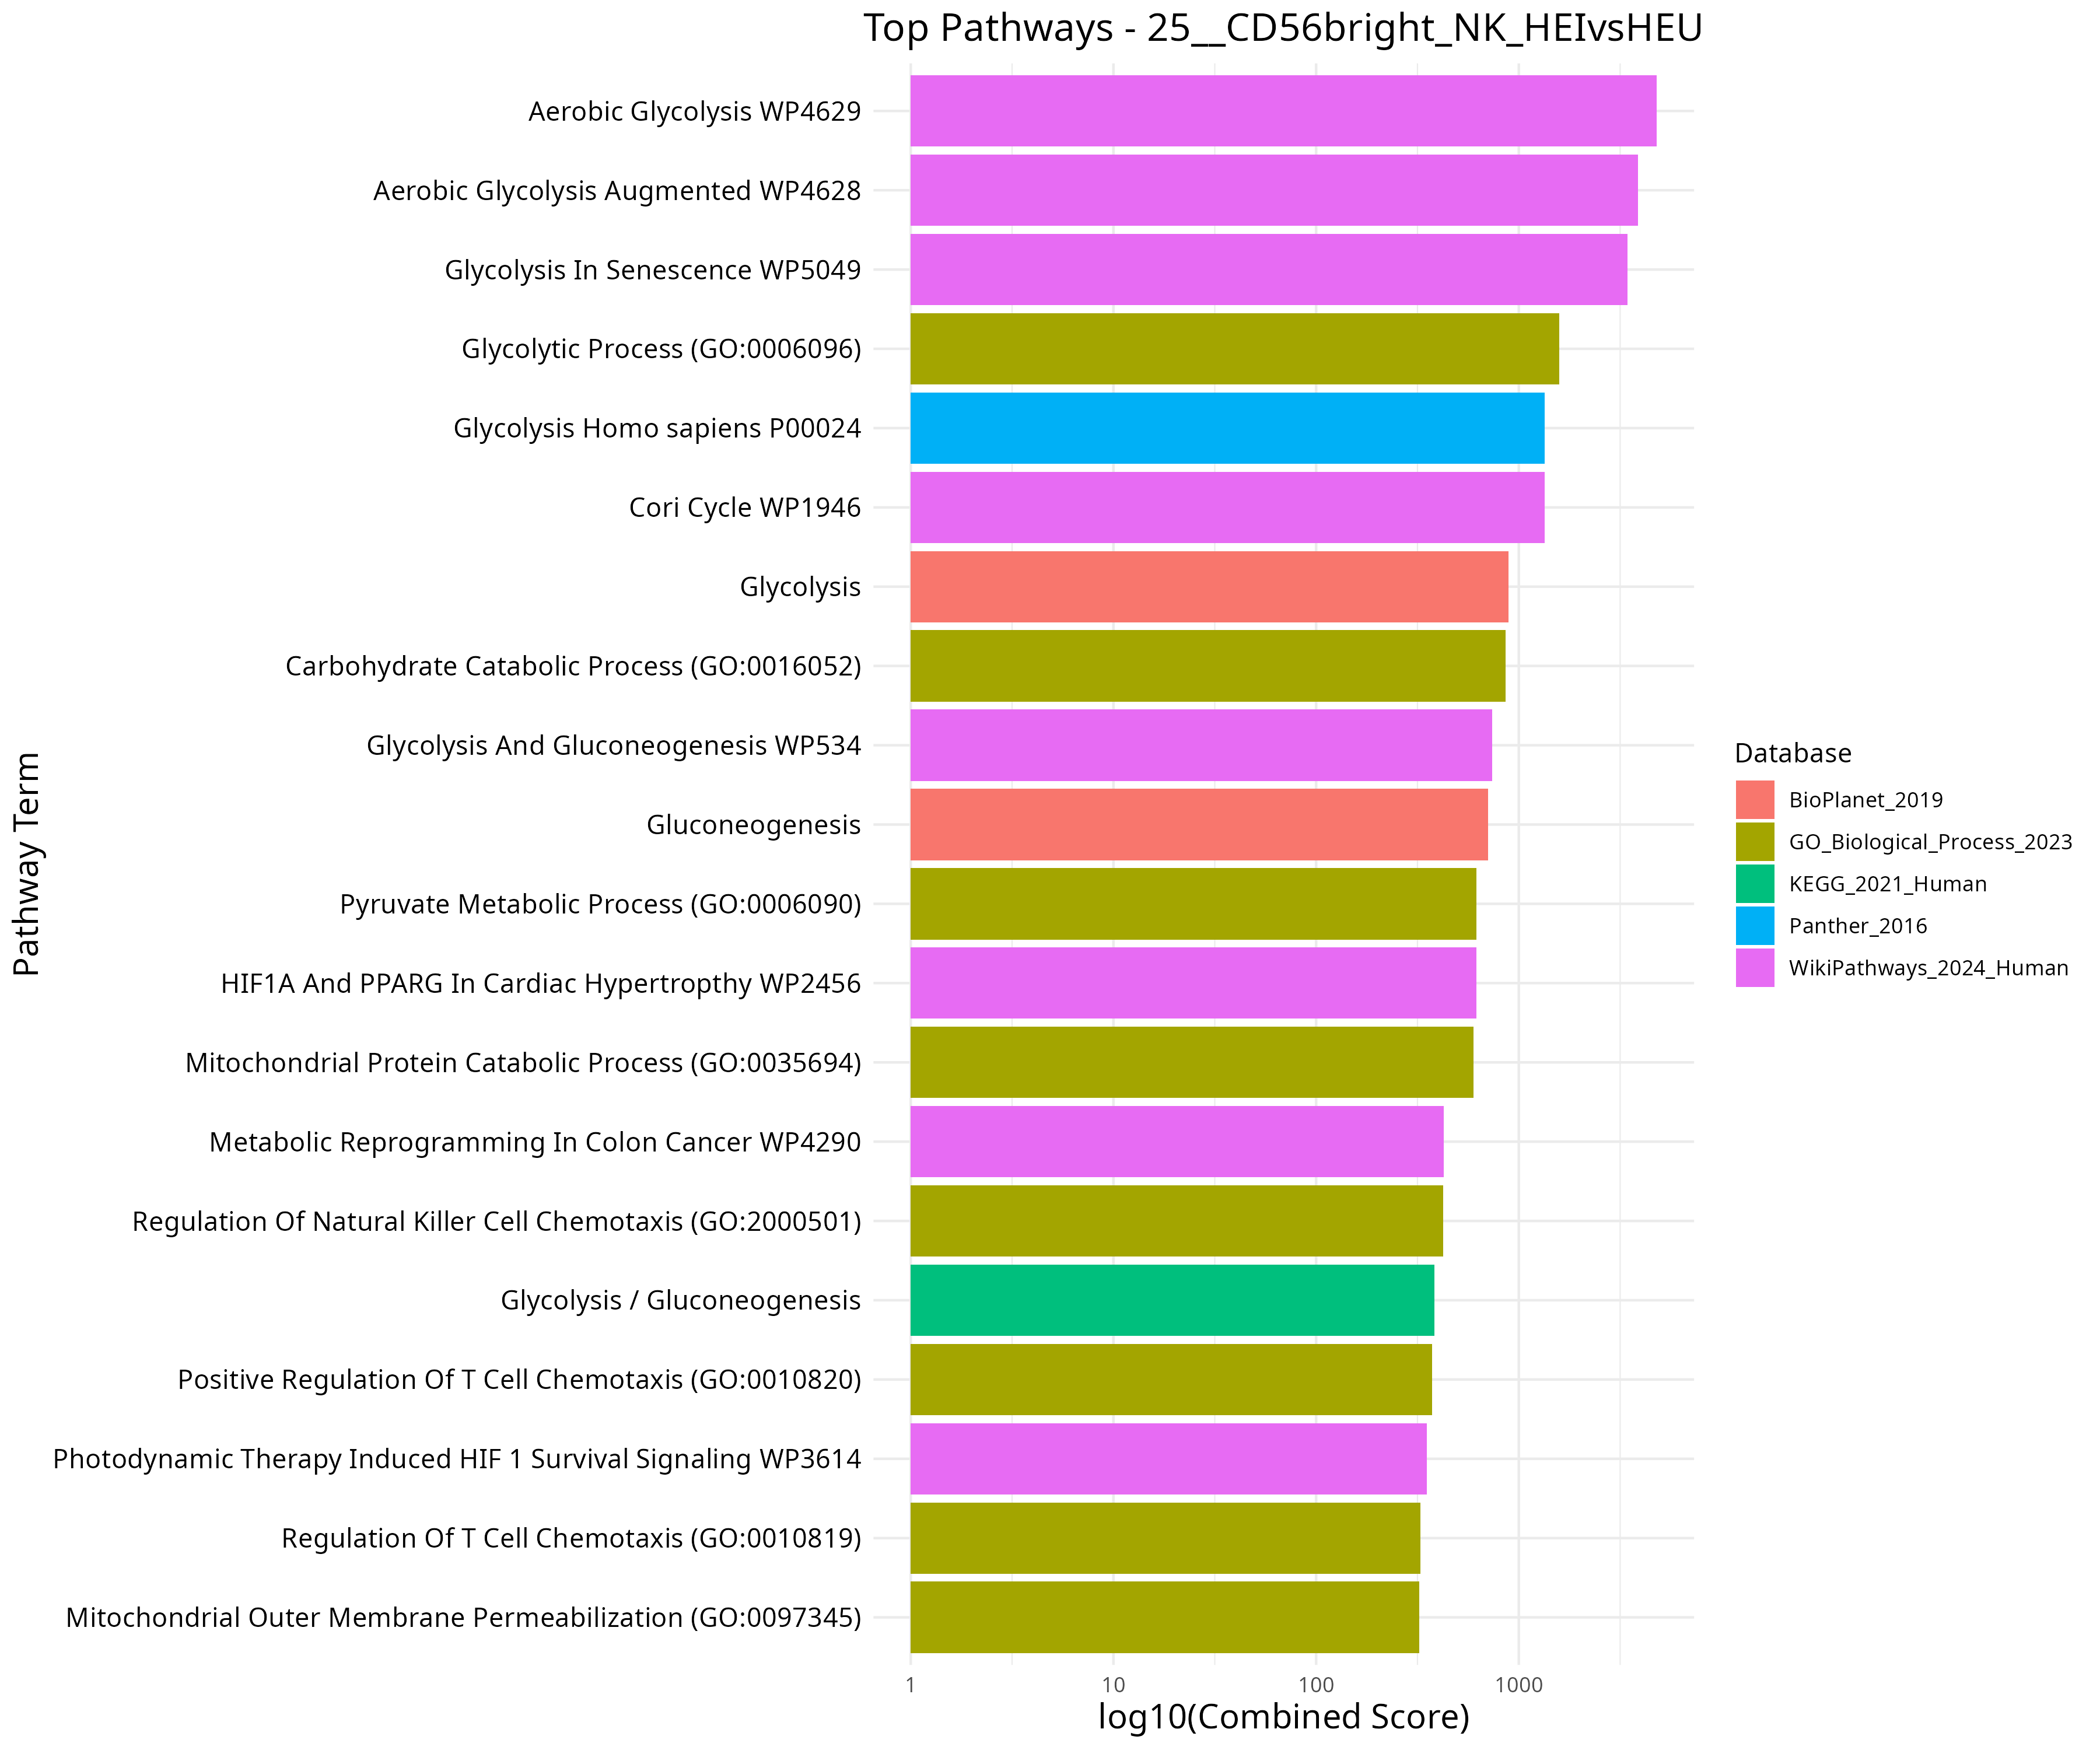 Top Pathways - 25__CD56bright_NK_HEIvsHEU
Pathway Term
Aerobic Glycolysis WP4629
Aerobic Glycolysis Augmented WP4628
Glycolysis In Senescence WP5049
Glycolytic Process (GO:0006096)
Glycolysis Homo sapiens P00024
Cori Cycle WP1946
Glycolysis
Carbohydrate Catabolic Process (GO:0016052)
Glycolysis And Gluconeogenesis WP534
Gluconeogenesis
Pyruvate Metabolic Process (GO:0006090)
HIF1A And PPARG In Cardiac Hypertropthy WP2456
Mitochondrial Protein Catabolic Process (GO:0035694)
Metabolic Reprogramming In Colon Cancer WP4290
Regulation Of Natural Killer Cell Chemotaxis (GO:2000501)
Glycolysis / Gluconeogenesis
Positive Regulation Of T Cell Chemotaxis (GO:0010820)
Photodynamic Therapy Induced HIF 1 Survival Signaling WP3614
Regulation Of T Cell Chemotaxis (GO:0010819)
Mitochondrial Outer Membrane Permeabilization (GO:0097345)
1 10 100 1000
log10(Combined Score)
Database
BioPlanet_2019
GO_Biological_Process_2023
KEGG_2021_Human
Panther_2016
WikiPathways_2024_Human